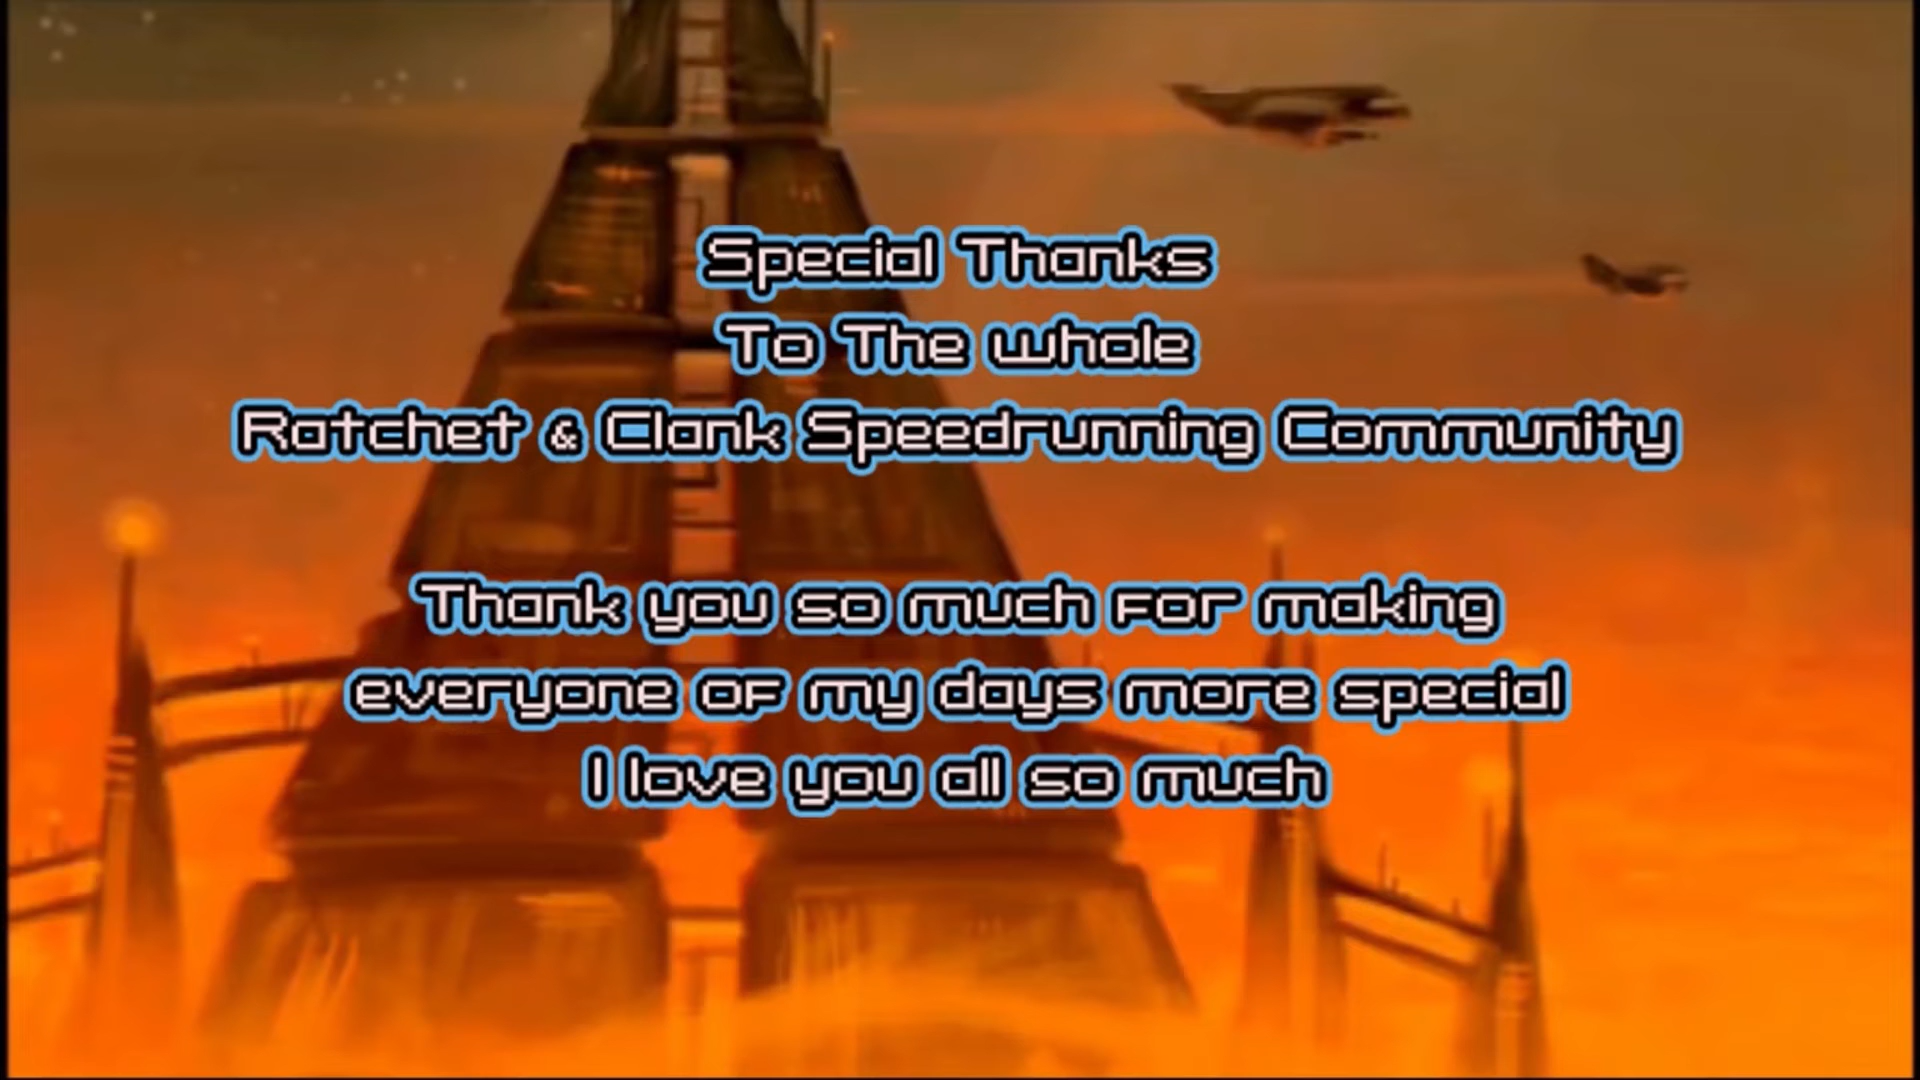 Special Thanks
To The whole
Ratchet & Clank Speedrunning Community
Thank you so much for making
everyone of my days more special
I love you all so much